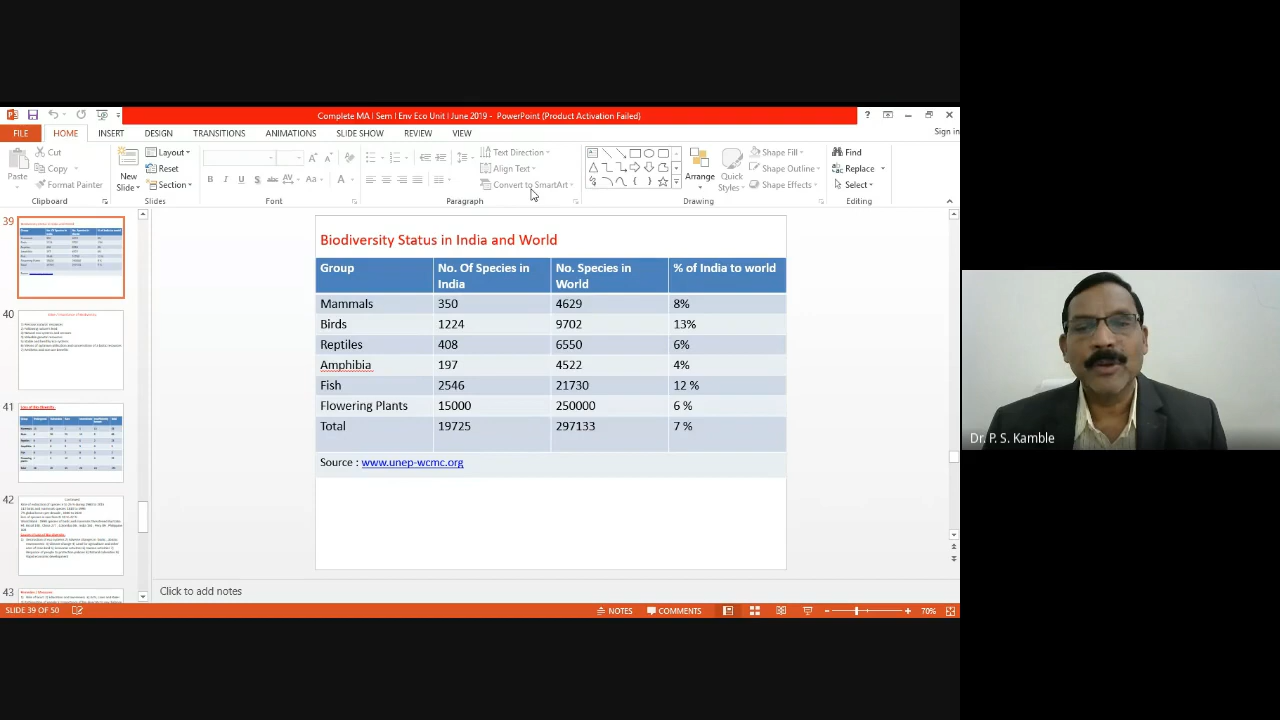 Complete MA I Sem I Env Eco Unit I June 2019 - PowerPoint (Product Activation Failed)
FILE HOME INSERT DESIGN TRANSITIONS ANIMATIONS SLIDE SHOW REVIEW VIEW Sign in
Paste
Cut
Copy
Format Painter
Clipboard
New
Slide
Layout
Reset
Section
Slides
Font
Text Direction
Align Text
Convert to SmartArt
Paragraph
Arrange
Quick
Styles
Shape Fill
Shape Outline
Shape Effects
Drawing
Find
Replace
Select
Editing
39
40
41
42
43
Biodiversity Status in India and World
Group No. Of Species in India No. Species in World % of India to world
Mammals 350 4629 8%
Birds 1224 9702 13%
Reptiles 408 6550 6%
Amphibia 197 4522 4%
Fish 2546 21730 12 %
Flowering Plants 15000 250000 6 %
Total 19725 297133 7 %
Source : www.unep-wcmc.org
Click to add notes
SLIDE 39 OF 50 NOTES COMMENTS 70%
Dr. P. S. Kamble